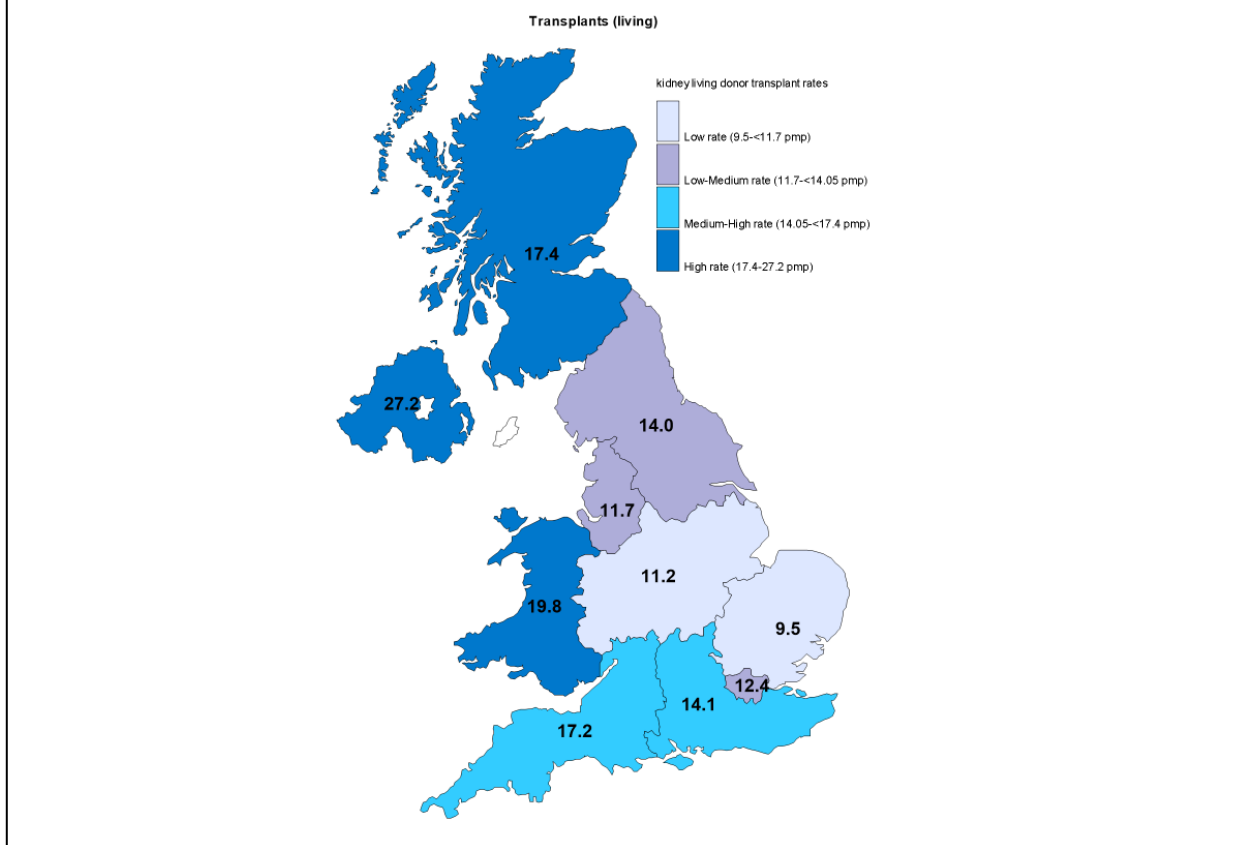 Transplants (living)
kidney living donor transplant rates
Low rate (9.5-<11.7 pmp)
Low-Medium rate (11.7-<14.05 pmp)
Medium-High rate (14.05-<17.4 pmp)
High rate (17.4-27.2 pmp)
17.4
27.2
14.0
11.7
11.2
19.8
9.5
12.4
14.1
17.2